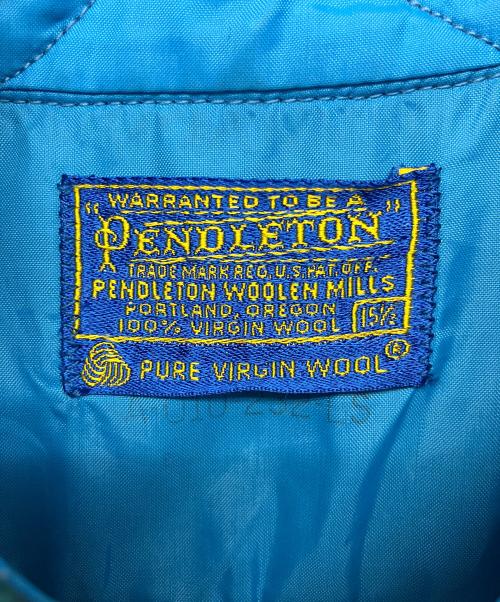 WARRANTED TO BE A
"PENDLETON"
TRADE MARK REG. U.S. PAT. OFF.
PENDLETON WOOLEN MILLS
PORTLAND, OREGON
100% VIRGIN WOOL 15½
PURE VIRGIN WOOL®